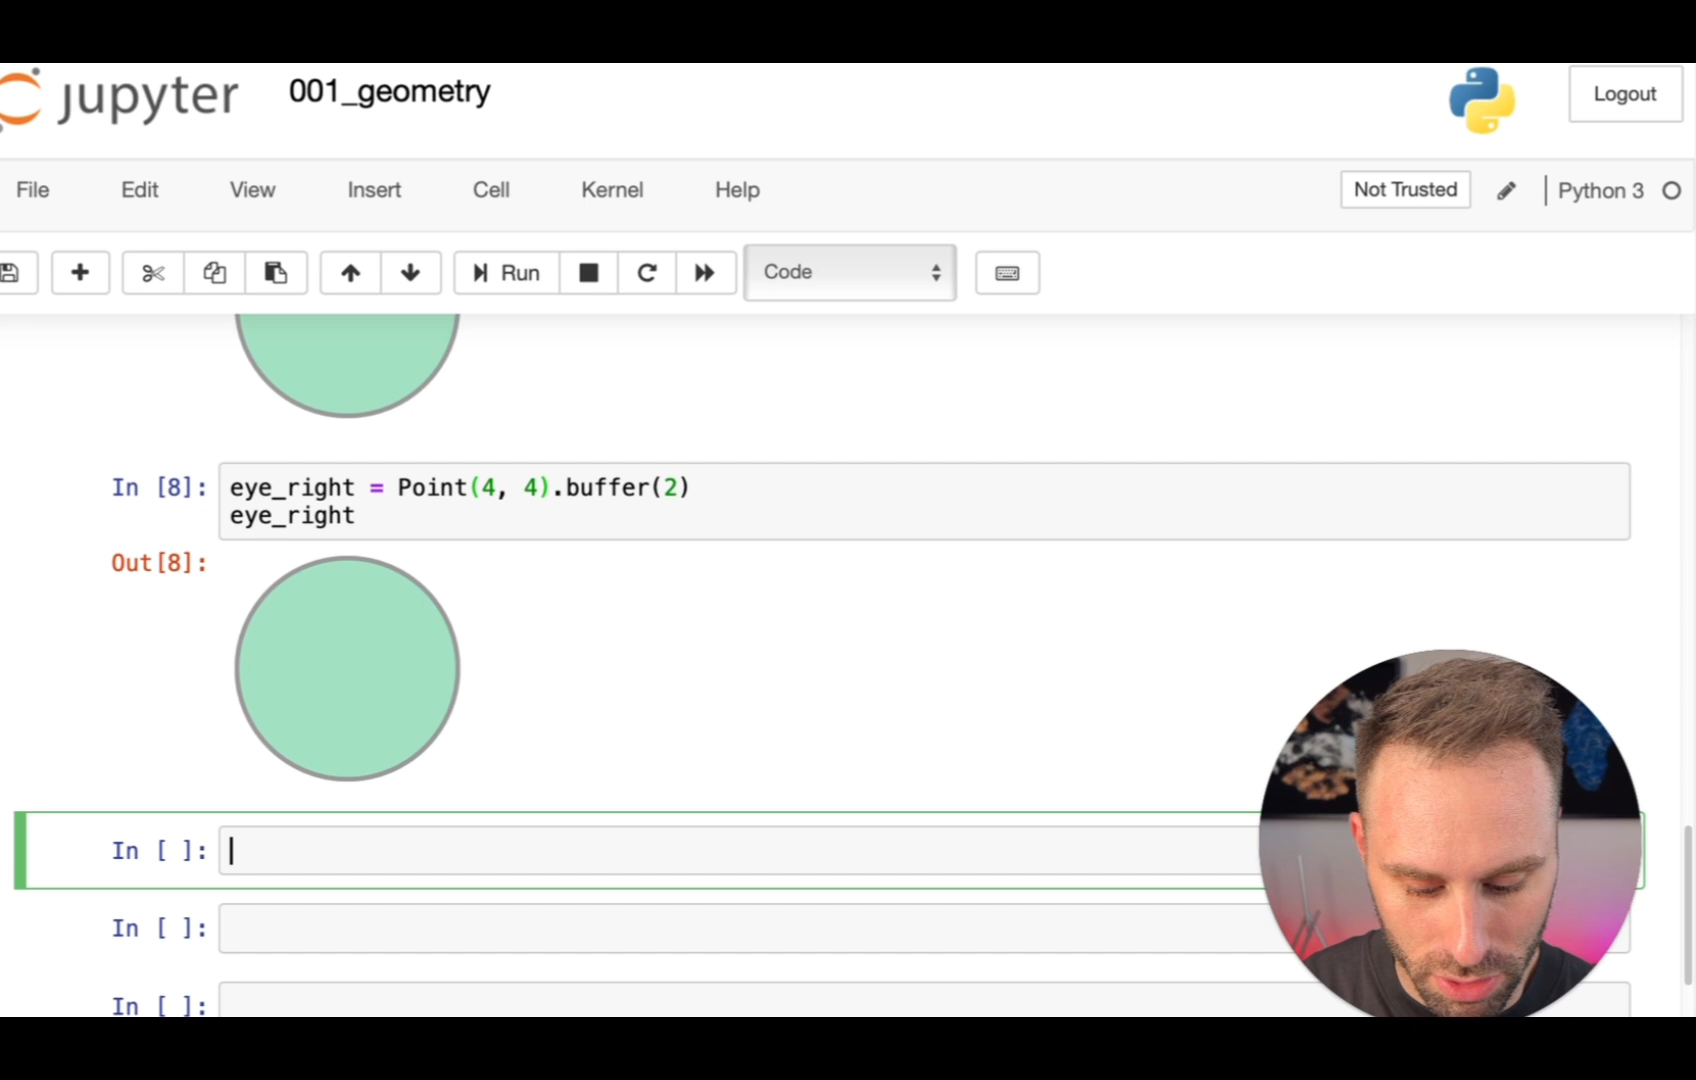 jupyter 001_geometry Logout
File Edit View Insert Cell Kernel Help Not Trusted Python 3
Run Code
In [8]: eye_right = Point(4, 4).buffer(2)
eye_right
Out[8]:
In [ ]:
In [ ]:
In [ ]: